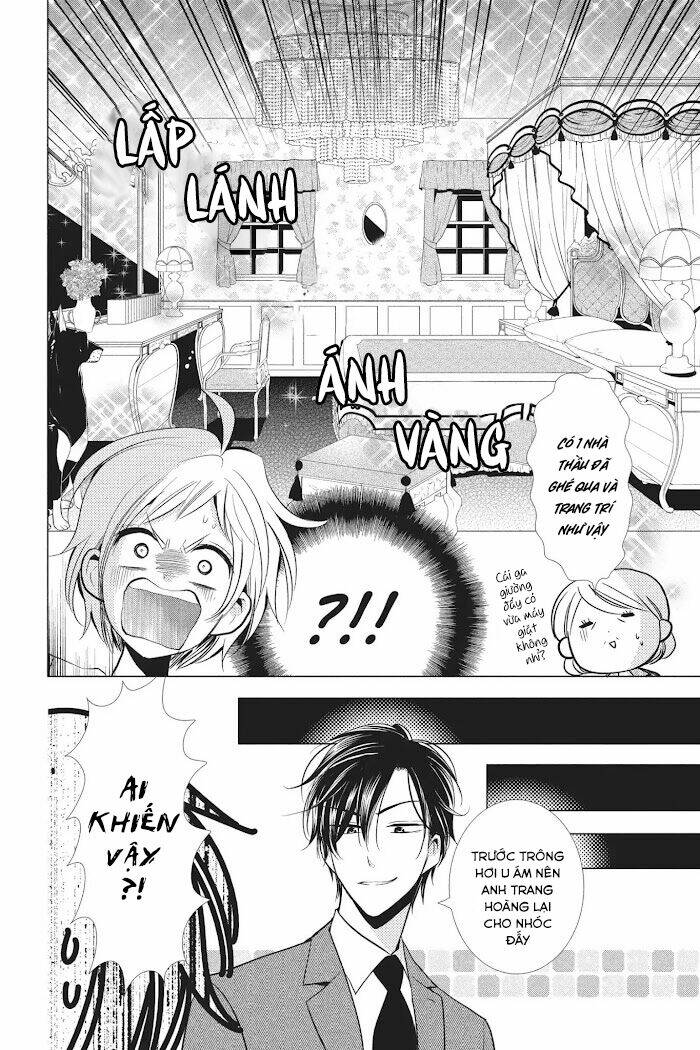 LẤP
LÁNH
ÁNH
VÀNG
CÓ 1 NHÀ
THẦU ĐÃ
GHÉ QUA VÀ
TRANG TRÍ
NHƯ VẬY
Cái ga
giường
đấy có
vừa máy
giặt
không
nhỉ?
?!!
TRƯỚC TRÔNG
HƠI U ÁM NÊN
ANH TRANG
HOÀNG LẠI
CHO NHÓC
ĐẤY
AI
KHIẾN
VẬY
?!